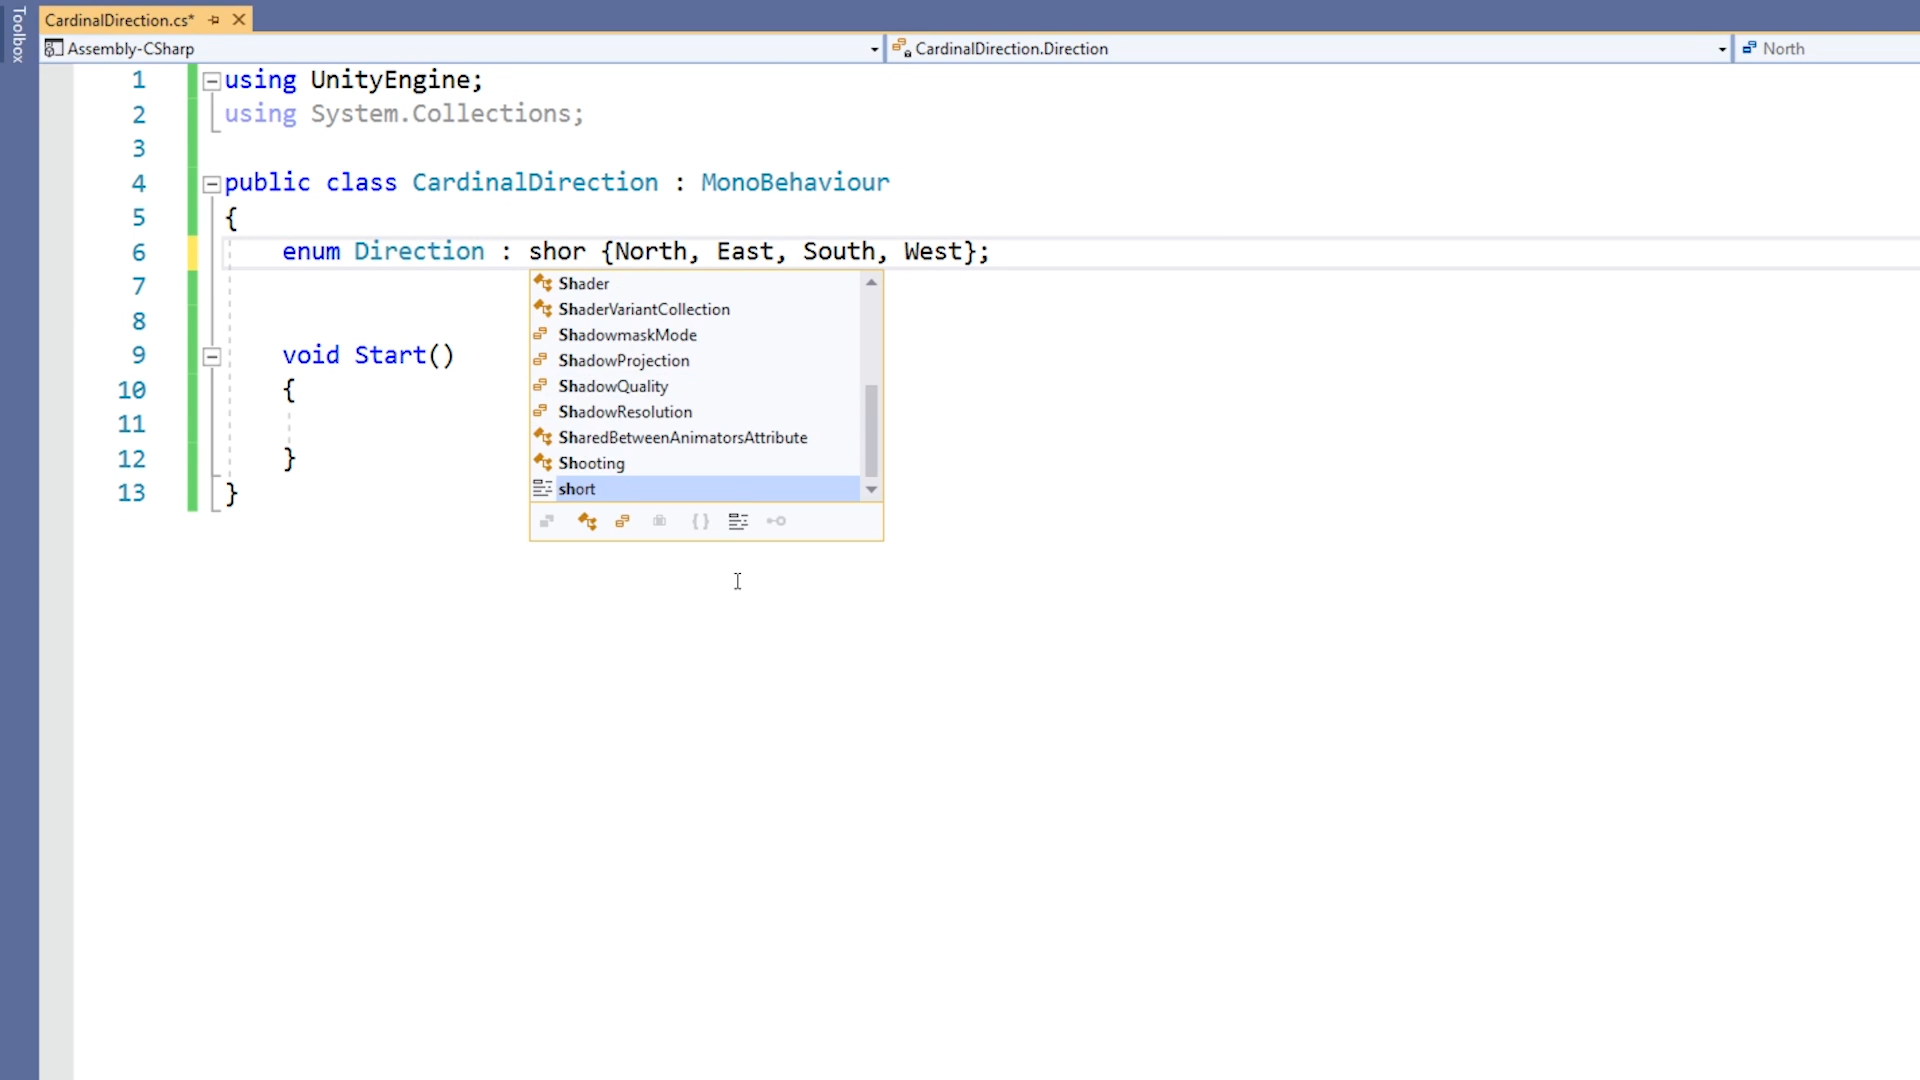 Toolbox
CardinalDirection.cs*
Assembly-CSharp
CardinalDirection.Direction
North
1 using UnityEngine;
2 using System.Collections;
3
4 public class CardinalDirection : MonoBehaviour
5 {
6 enum Direction : shor {North, East, South, West};
7
8
9 void Start()
10 {
11
12 }
13 }
Shader
ShaderVariantCollection
ShadowmaskMode
ShadowProjection
ShadowQuality
ShadowResolution
SharedBetweenAnimatorsAttribute
Shooting
short